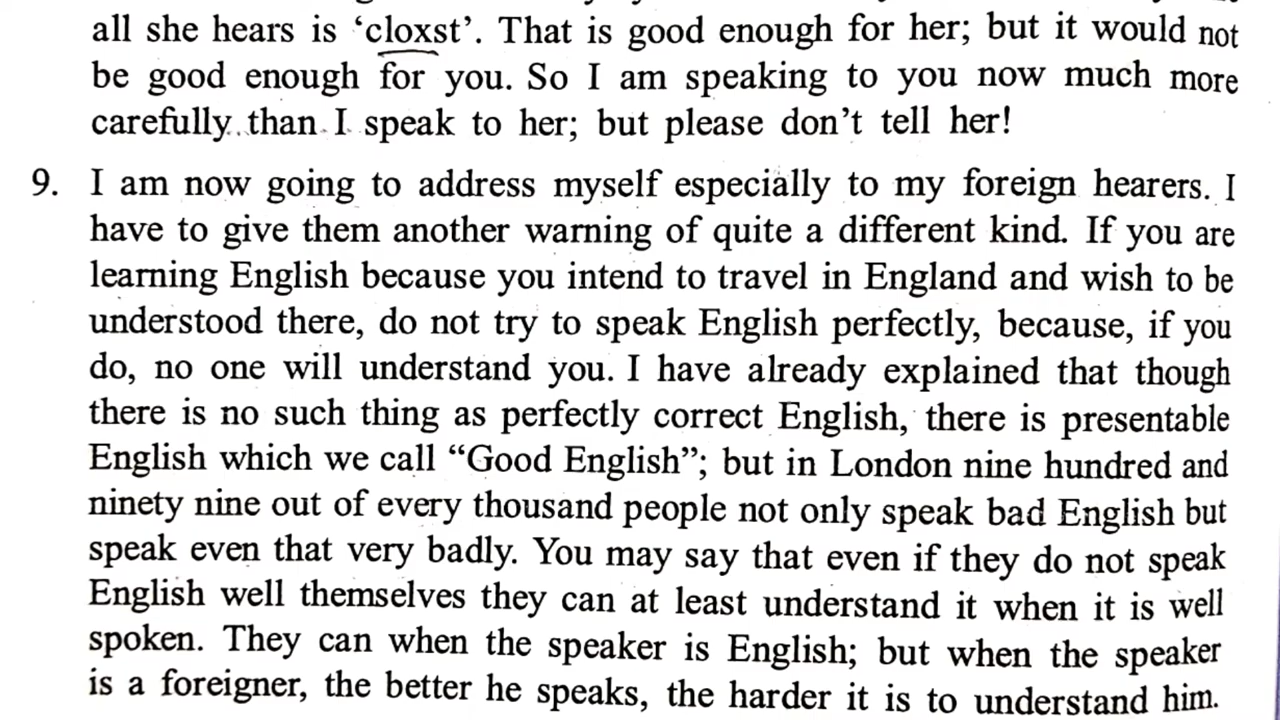 all she hears is ‘cloxst’. That is good enough for her; but it would not
be good enough for you. So I am speaking to you now much more
carefully than I speak to her; but please don’t tell her!
9. I am now going to address myself especially to my foreign hearers. I
have to give them another warning of quite a different kind. If you are
learning English because you intend to travel in England and wish to be
understood there, do not try to speak English perfectly, because, if you
do, no one will understand you. I have already explained that though
there is no such thing as perfectly correct English, there is presentable
English which we call “Good English”; but in London nine hundred and
ninety nine out of every thousand people not only speak bad English but
speak even that very badly. You may say that even if they do not speak
English well themselves they can at least understand it when it is well
spoken. They can when the speaker is English; but when the speaker
is a foreigner, the better he speaks, the harder it is to understand him.